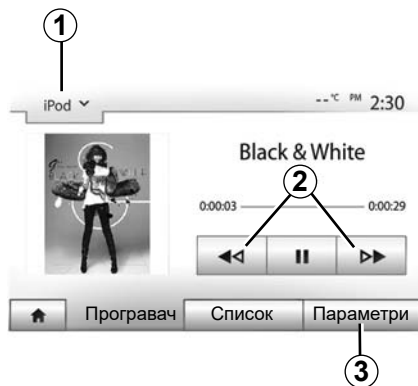 1
iPod
--°C PM 2:30
Black & White
2
0:00:03 0:00:29
Програвач Список Параметри
3